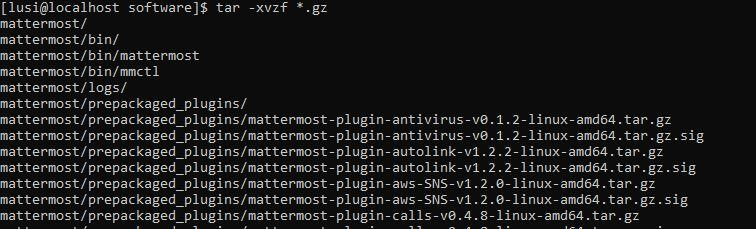 [lusi@localhost software]$ tar -xvzf *.gz
mattermost/
mattermost/bin/
mattermost/bin/mattermost
mattermost/bin/mmctl
mattermost/logs/
mattermost/prepackaged_plugins/
mattermost/prepackaged_plugins/mattermost-plugin-antivirus-v0.1.2-linux-amd64.tar.gz
mattermost/prepackaged_plugins/mattermost-plugin-antivirus-v0.1.2-linux-amd64.tar.gz.sig
mattermost/prepackaged_plugins/mattermost-plugin-autolink-v1.2.2-linux-amd64.tar.gz
mattermost/prepackaged_plugins/mattermost-plugin-autolink-v1.2.2-linux-amd64.tar.gz.sig
mattermost/prepackaged_plugins/mattermost-plugin-aws-SNS-v1.2.0-linux-amd64.tar.gz
mattermost/prepackaged_plugins/mattermost-plugin-aws-SNS-v1.2.0-linux-amd64.tar.gz.sig
mattermost/prepackaged_plugins/mattermost-plugin-calls-v0.4.8-linux-amd64.tar.gz